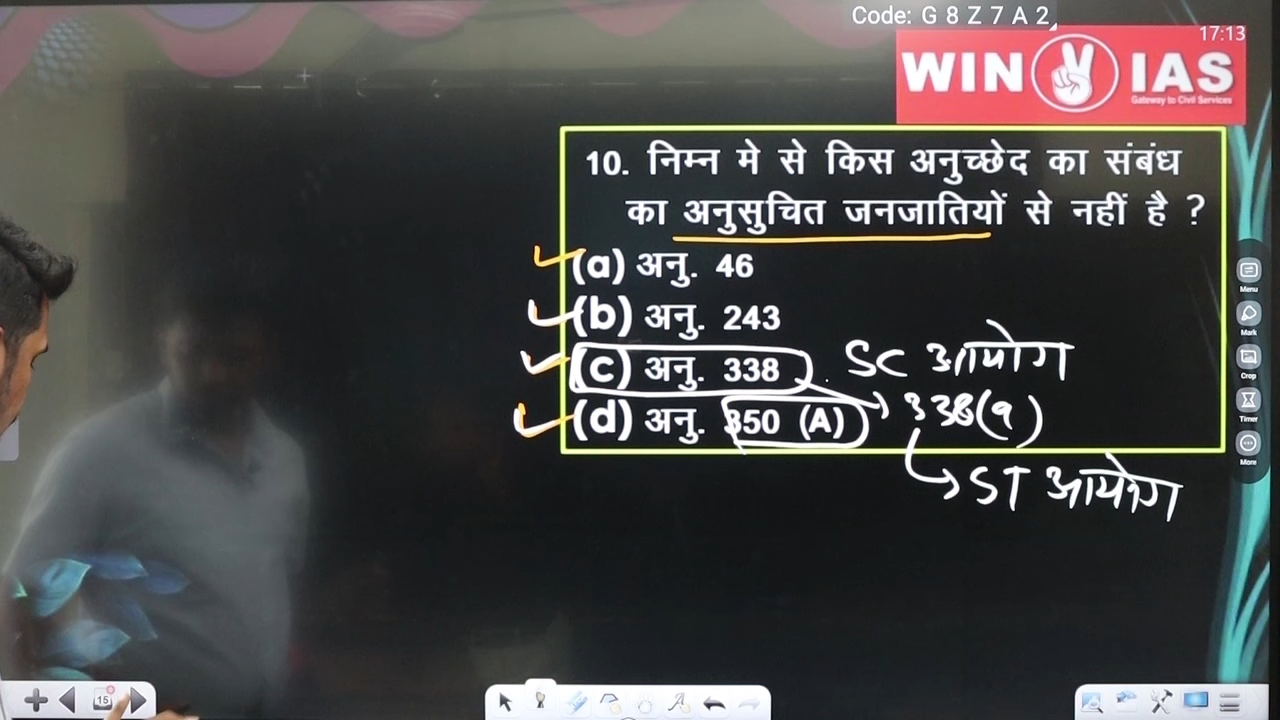 Code: G 8 Z 7 A 2
17:13
WIN IAS
Gateway to Civil Services
10. निम्न मे से किस अनुच्छेद का संबंध
का अनुसुचित जनजातियों से नहीं है ?
(a) अनु. 46
(b) अनु. 243
(c) अनु. 338
SC आयोग
(d) अनु. 350 (A)
338(a)
ST आयोग
Menu
Mark
Crop
Timer
More
15